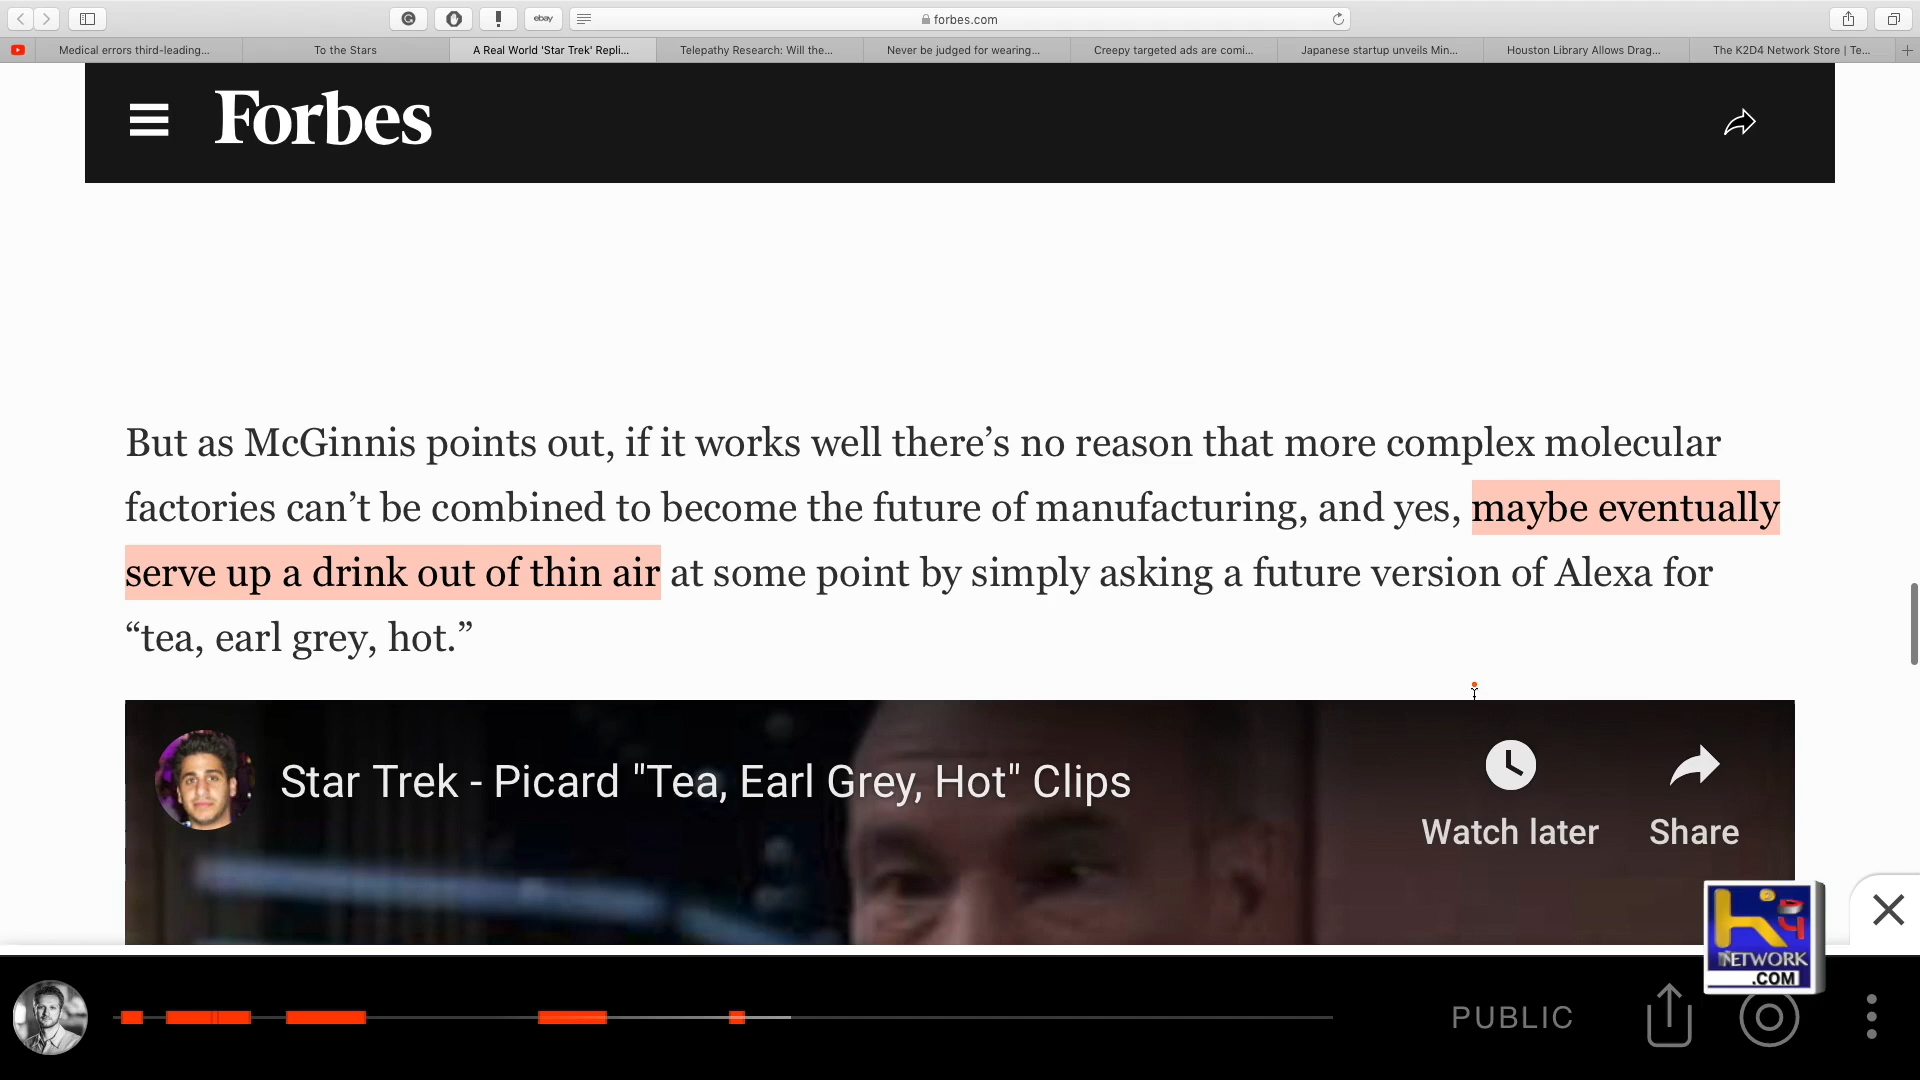 ebay
forbes.com
Medical errors third-leading...
To the Stars
A Real World 'Star Trek' Repli...
Telepathy Research: Will the...
Never be judged for wearing...
Creepy targeted ads are comi...
Japanese startup unveils Min...
Houston Library Allows Drag...
The K2D4 Network Store | Te...
Forbes
But as McGinnis points out, if it works well there’s no reason that more complex molecular
factories can’t be combined to become the future of manufacturing, and yes, maybe eventually
serve up a drink out of thin air at some point by simply asking a future version of Alexa for
“tea, earl grey, hot.”
Star Trek - Picard "Tea, Earl Grey, Hot" Clips
Watch later
Share
NETWORK
.COM
PUBLIC